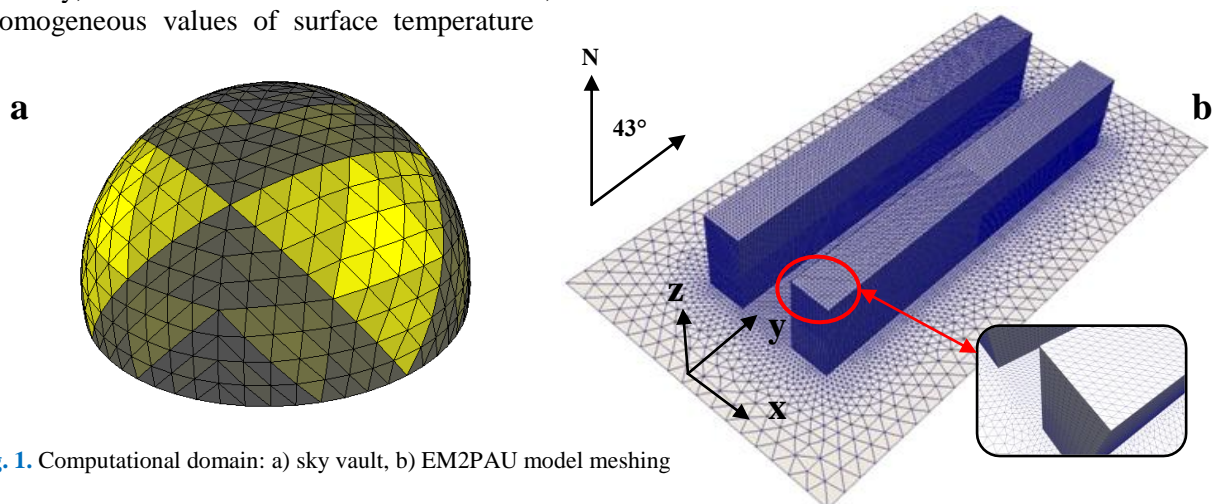 omogeneous values of surface temperature
a
N
43°
b
z
y
x
g. 1. Computational domain: a) sky vault, b) EM2PAU model meshing